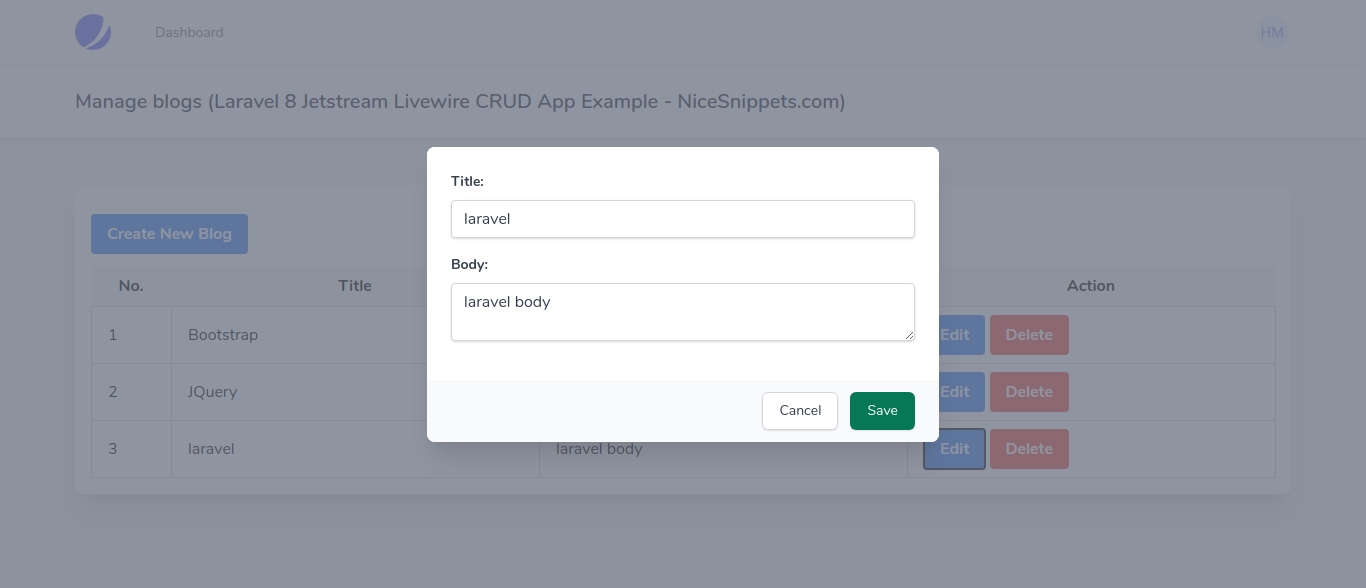 Dashboard
HM
Manage blogs (Laravel 8 Jetstream Livewire CRUD App Example - NiceSnippets.com)
Title:
laravel
Body:
laravel body
Cancel
Save
Create New Blog
No.
Title
Action
1
Bootstrap
Edit
Delete
2
JQuery
Edit
Delete
3
laravel
laravel body
Edit
Delete